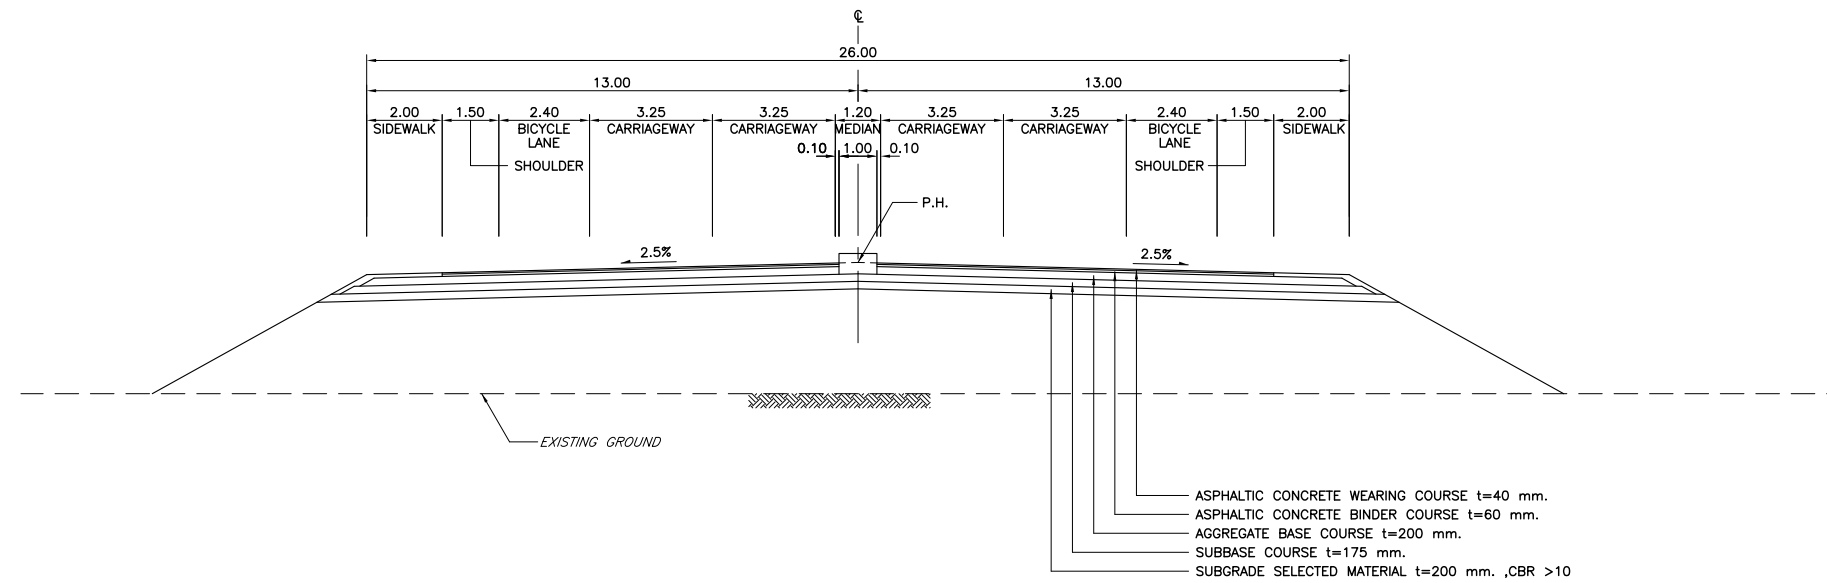 ℄
26.00
13.00 13.00
2.00 1.50 2.40 3.25 3.25 1.20 3.25 3.25 2.40 1.50 2.00
SIDEWALK BICYCLE CARRIAGEWAY CARRIAGEWAY MEDIAN CARRIAGEWAY CARRIAGEWAY BICYCLE SIDEWALK
LANE LANE
0.10 1.00 0.10
SHOULDER SHOULDER
P.H.
2.5% 2.5%
EXISTING GROUND
ASPHALTIC CONCRETE WEARING COURSE t=40 mm.
ASPHALTIC CONCRETE BINDER COURSE t=60 mm.
AGGREGATE BASE COURSE t=200 mm.
SUBBASE COURSE t=175 mm.
SUBGRADE SELECTED MATERIAL t=200 mm. ,CBR >10